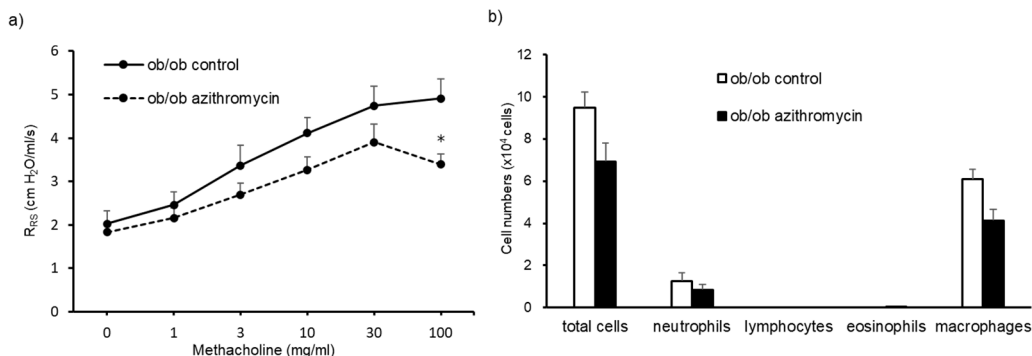 a)
6
5
4
3
2
1
0
R_RS (cm H₂O/ml/s)
ob/ob control
ob/ob azithromycin
*
0 1 3 10 30 100
Methacholine (mg/ml)
b)
12
10
8
6
4
2
0
Cell numbers (x10⁴ cells)
ob/ob control
ob/ob azithromycin
total cells neutrophils lymphocytes eosinophils macrophages